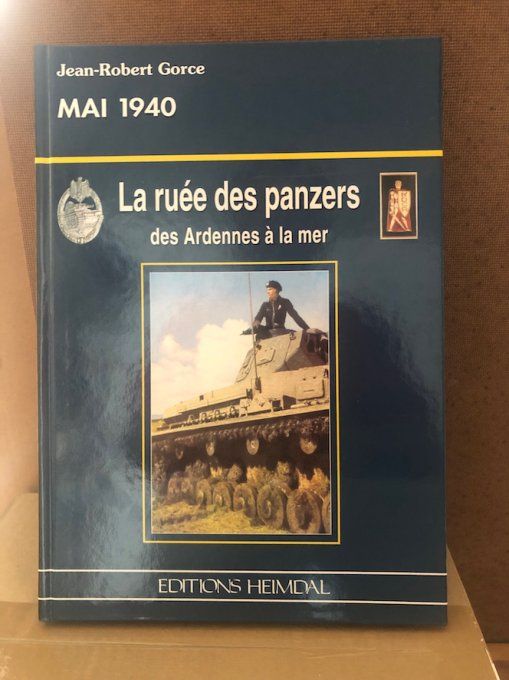 Jean-Robert Gorce
MAI 1940
La ruée des panzers
des Ardennes à la mer
EDITIONS HEIMDAL